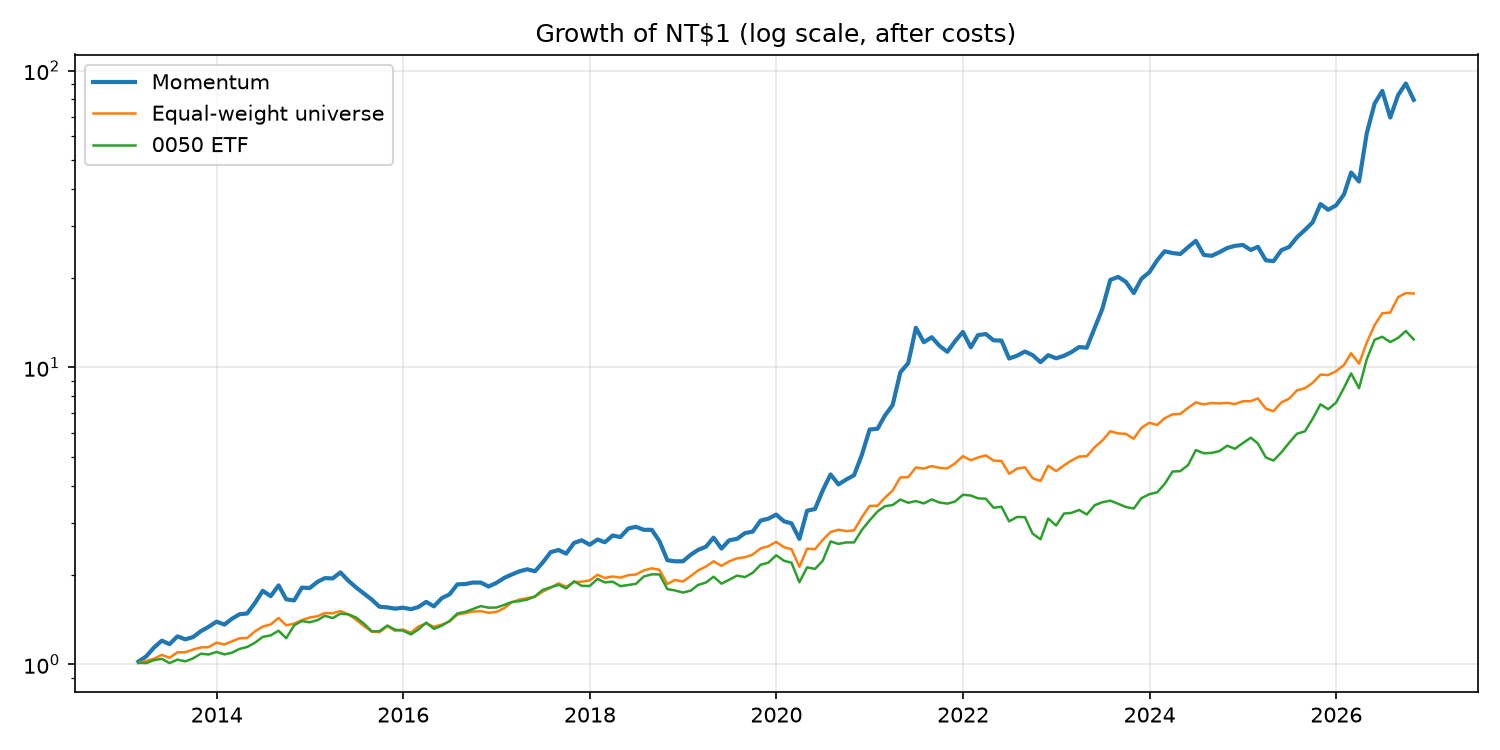 Growth of NT$1 (log scale, after costs)
10²
Momentum
Equal-weight universe
0050 ETF
10¹
10⁰
2014 2016 2018 2020 2022 2024 2026